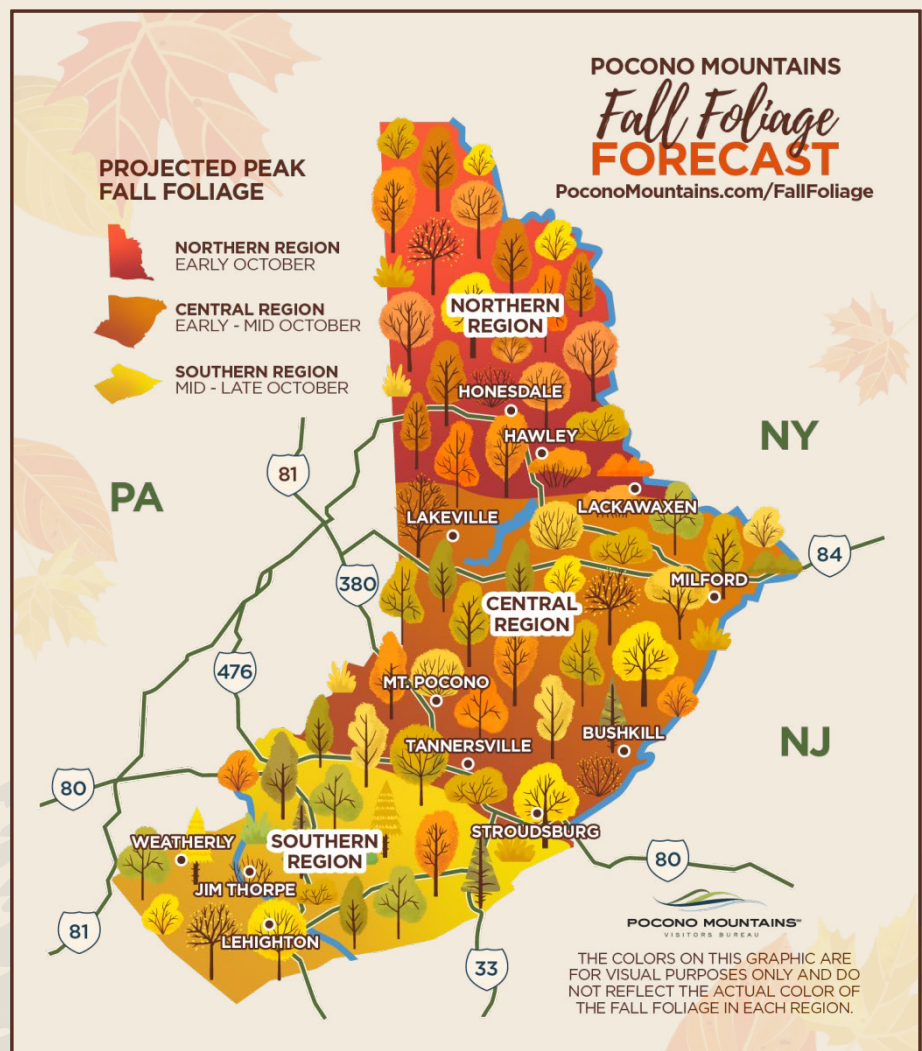 POCONO MOUNTAINS
Fall Foliage
FORECAST
PoconoMountains.com/FallFoliage
PROJECTED PEAK
FALL FOLIAGE
NORTHERN REGION
EARLY OCTOBER
CENTRAL REGION
EARLY - MID OCTOBER
SOUTHERN REGION
MID - LATE OCTOBER
NORTHERN
REGION
HONESDALE
HAWLEY
NY
81
PA
LACKAWAXEN
LAKEVILLE
84
380
MILFORD
CENTRAL
REGION
476
MT. POCONO
BUSHKILL
NJ
TANNERSVILLE
80
STROUDSBURG
WEATHERLY
SOUTHERN
REGION
80
JIM THORPE
81
LEHIGHTON
33
POCONO MOUNTAINS™
VISITORS BUREAU
THE COLORS ON THIS GRAPHIC ARE
FOR VISUAL PURPOSES ONLY AND DO
NOT REFLECT THE ACTUAL COLOR OF
THE FALL FOLIAGE IN EACH REGION.